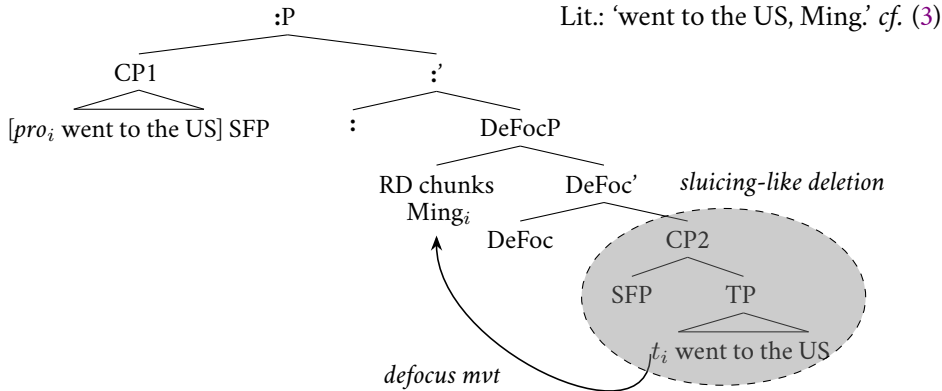 :P
Lit.: ‘went to the US, Ming.’ cf. (3)
CP1
:’
[proᵢ went to the US] SFP
:
DeFocP
RD chunks
Mingᵢ
DeFoc’
sluicing-like deletion
DeFoc
CP2
SFP
TP
tᵢ went to the US
defocus mvt